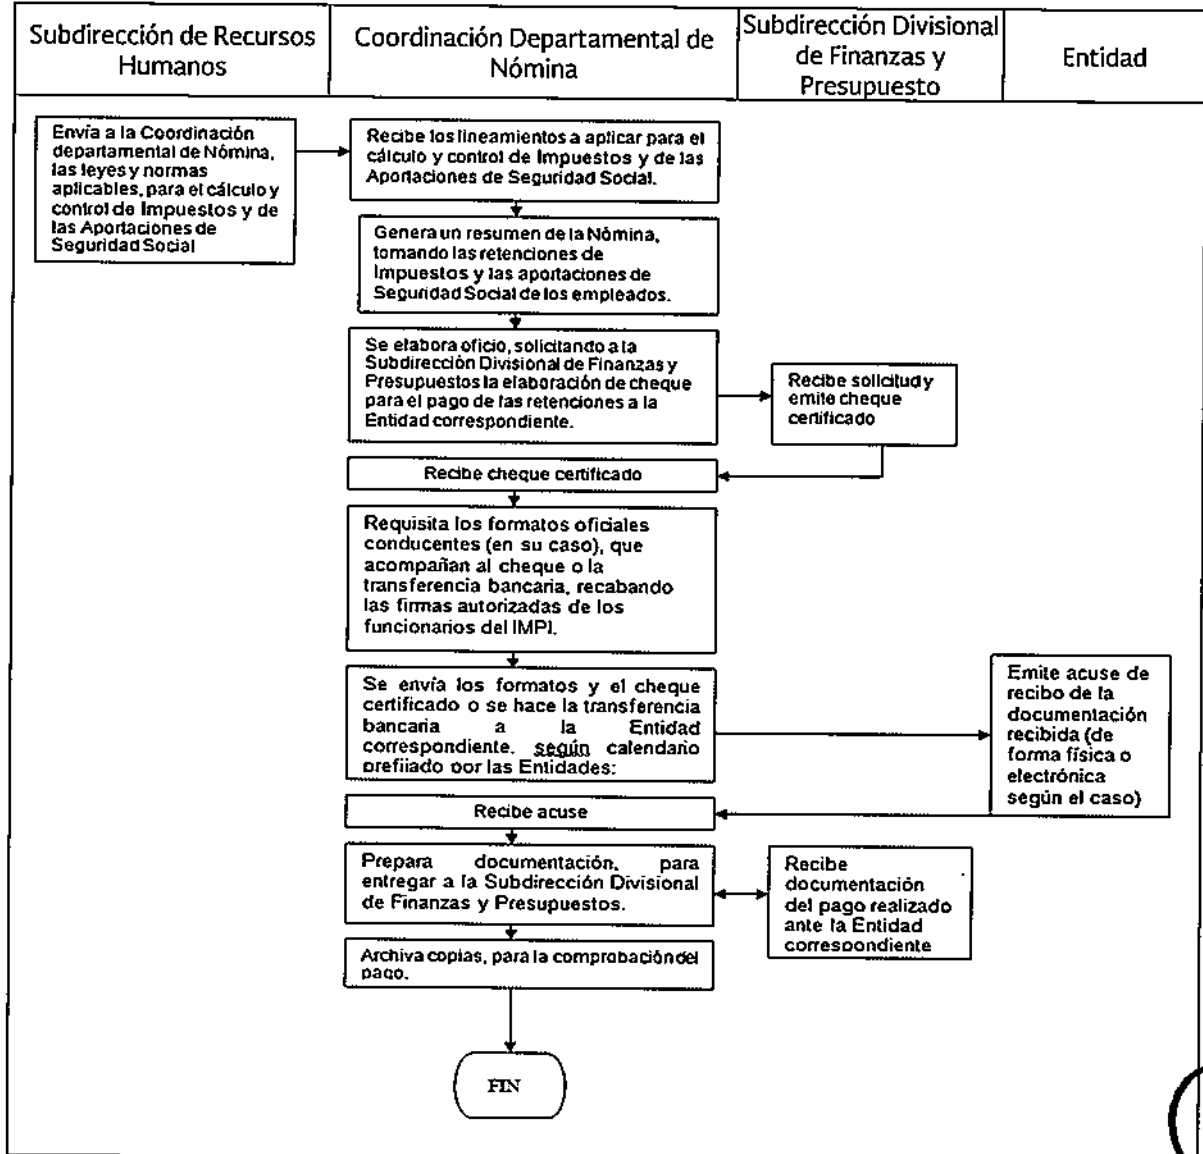 Subdirección de Recursos
Humanos
Coordinación Departamental de
Nómina
Subdirección Divisional
de Finanzas y
Presupuesto
Entidad
Envía a la Coordinación
departamental de Nómina,
las leyes y normas
aplicables, para el cálculo y
control de Impuestos y de
las Aportaciones de
Seguridad Social
Recibe los lineamientos a aplicar para el
cálculo y control de Impuestos y de las
Aportaciones de Seguridad Social.
Genera un resumen de la Nómina,
tomando las retenciones de
Impuestos y las aportaciones de
Seguridad Social de los empleados.
Se elabora oficio, solicitando a la
Subdirección Divisional de Finanzas y
Presupuestos la elaboración de cheque
para el pago de las retenciones a la
Entidad correspondiente.
Recibe solicitud y
emite cheque
certificado
Recibe cheque certificado
Requisita los formatos oficiales
conducentes (en su caso), que
acompañan al cheque o la
transferencia bancaria, recabando
las firmas autorizadas de los
funcionarios del IMPI.
Se envía los formatos y el cheque
certificado o se hace la transferencia
bancaria a la Entidad
correspondiente, según calendario
prefijado por las Entidades:
Emite acuse de
recibo de la
documentación
recibida (de
forma física o
electrónica
según el caso)
Recibe acuse
Prepara documentación, para
entregar a la Subdirección Divisional
de Finanzas y Presupuestos.
Recibe
documentación
del pago realizado
ante la Entidad
correspondiente
Archiva copias, para la comprobación del
pago.
FIN